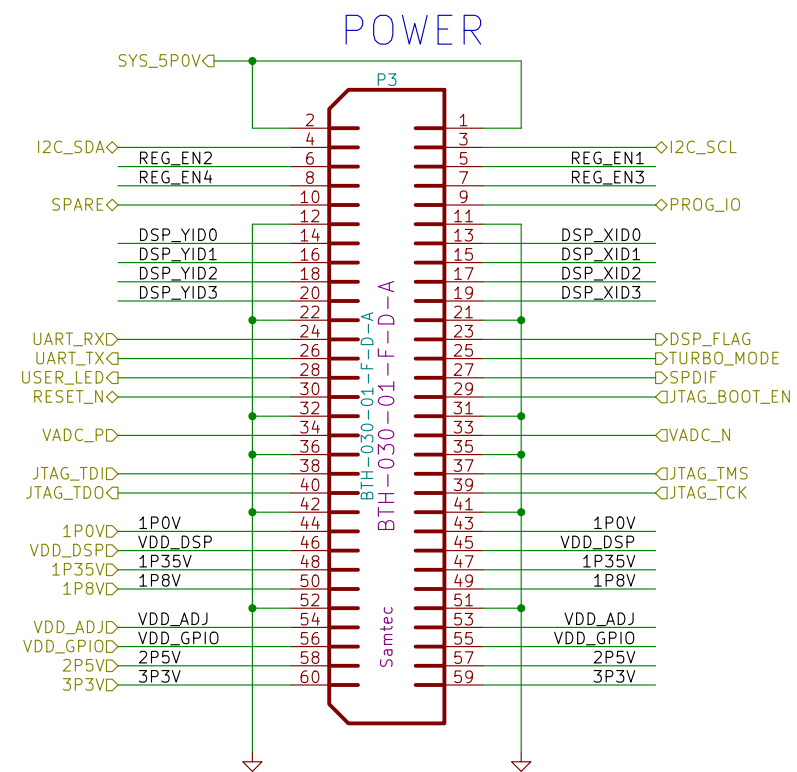 POWER
SYS_5P0V
P3
2 1
I2C_SDA 4 3 I2C_SCL
REG_EN2 6 5 REG_EN1
REG_EN4 8 7 REG_EN3
SPARE 10 9 PROG_IO
12 11
DSP_YID0 14 13 DSP_XID0
DSP_YID1 16 15 DSP_XID1
DSP_YID2 18 17 DSP_XID2
DSP_YID3 20 19 DSP_XID3
22 21
UART_RX 24 23 DSP_FLAG
UART_TX 26 25 TURBO_MODE
USER_LED 28 27 SPDIF
RESET_N 30 29 JTAG_BOOT_EN
32 31
VADC_P 34 33 VADC_N
36 35
JTAG_TDI 38 37 JTAG_TMS
JTAG_TDO 40 39 JTAG_TCK
42 41
1P0V 1P0V 44 43 1P0V
VDD_DSP VDD_DSP 46 45 VDD_DSP
1P35V 1P35V 48 47 1P35V
1P8V 1P8V 50 49 1P8V
52 51
VDD_ADJ VDD_ADJ 54 53 VDD_ADJ
VDD_GPIO VDD_GPIO 56 55 VDD_GPIO
2P5V 2P5V 58 57 2P5V
3P3V 3P3V 60 59 3P3V
BTH-030-01-F-D-A
BTH-030-01-F-D-A
Samtec